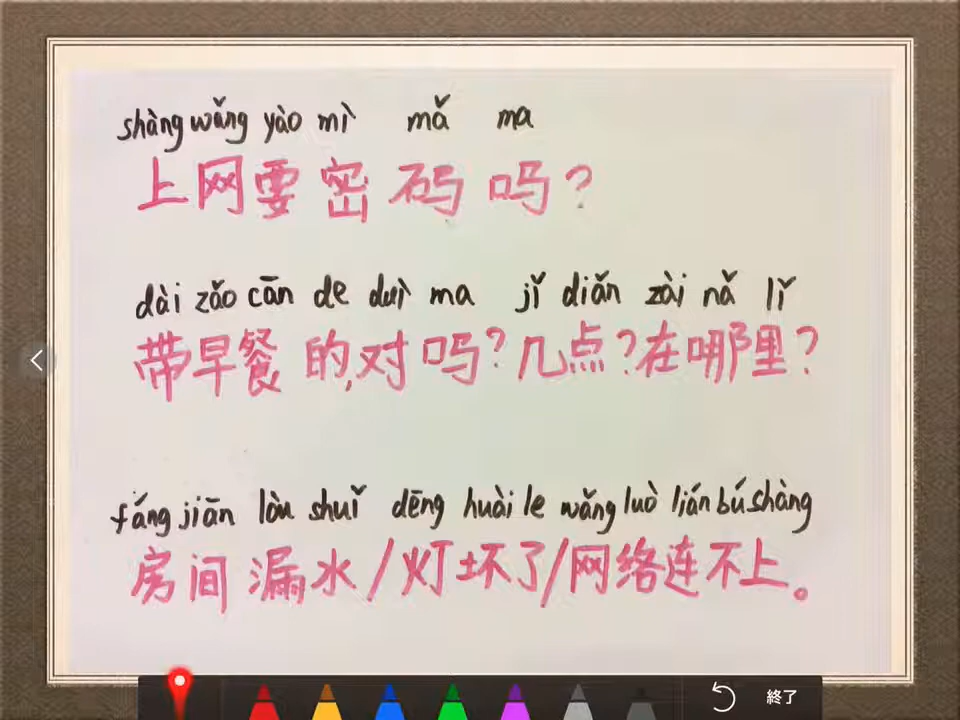 shàng wǎng yào mì mǎ ma
上网要密码吗?
dài zǎo cān de duì ma jǐ diǎn zài nǎ lǐ
带早餐的,对吗?几点?在哪里?
fáng jiān lòu shuǐ dēng huài le wǎng luò lián bú shàng
房间漏水/灯坏了/网络连不上。
終了